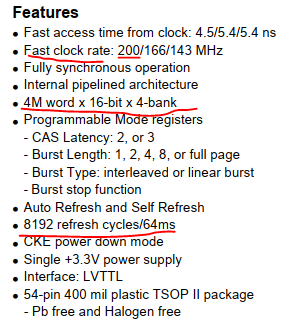 Features
• Fast access time from clock: 4.5/5.4/5.4 ns
• Fast clock rate: 200/166/143 MHz
• Fully synchronous operation
• Internal pipelined architecture
• 4M word x 16-bit x 4-bank
• Programmable Mode registers
- CAS Latency: 2, or 3
- Burst Length: 1, 2, 4, 8, or full page
- Burst Type: interleaved or linear burst
- Burst stop function
• Auto Refresh and Self Refresh
• 8192 refresh cycles/64ms
• CKE power down mode
• Single +3.3V power supply
• Interface: LVTTL
• 54-pin 400 mil plastic TSOP II package
- Pb free and Halogen free